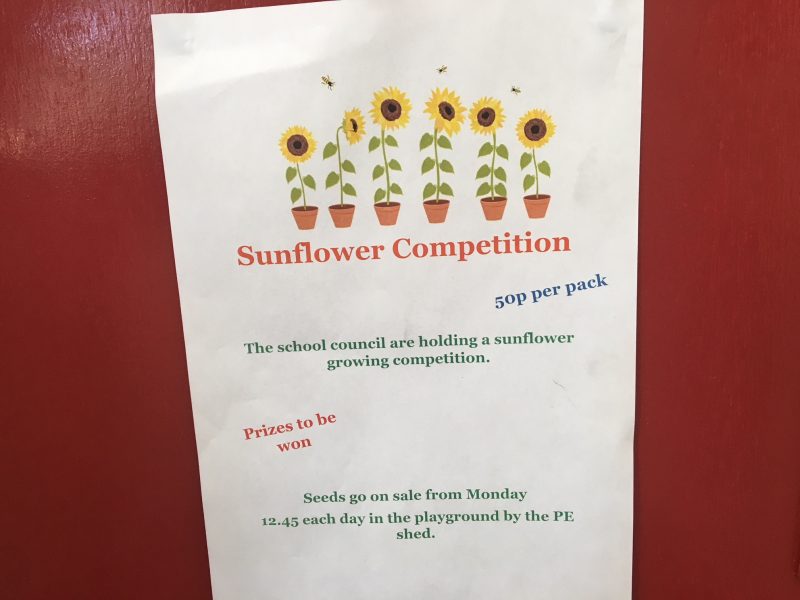 Sunflower Competition
50p per pack
The school council are holding a sunflower
growing competition.
Prizes to be
won
Seeds go on sale from Monday
12.45 each day in the playground by the PE
shed.